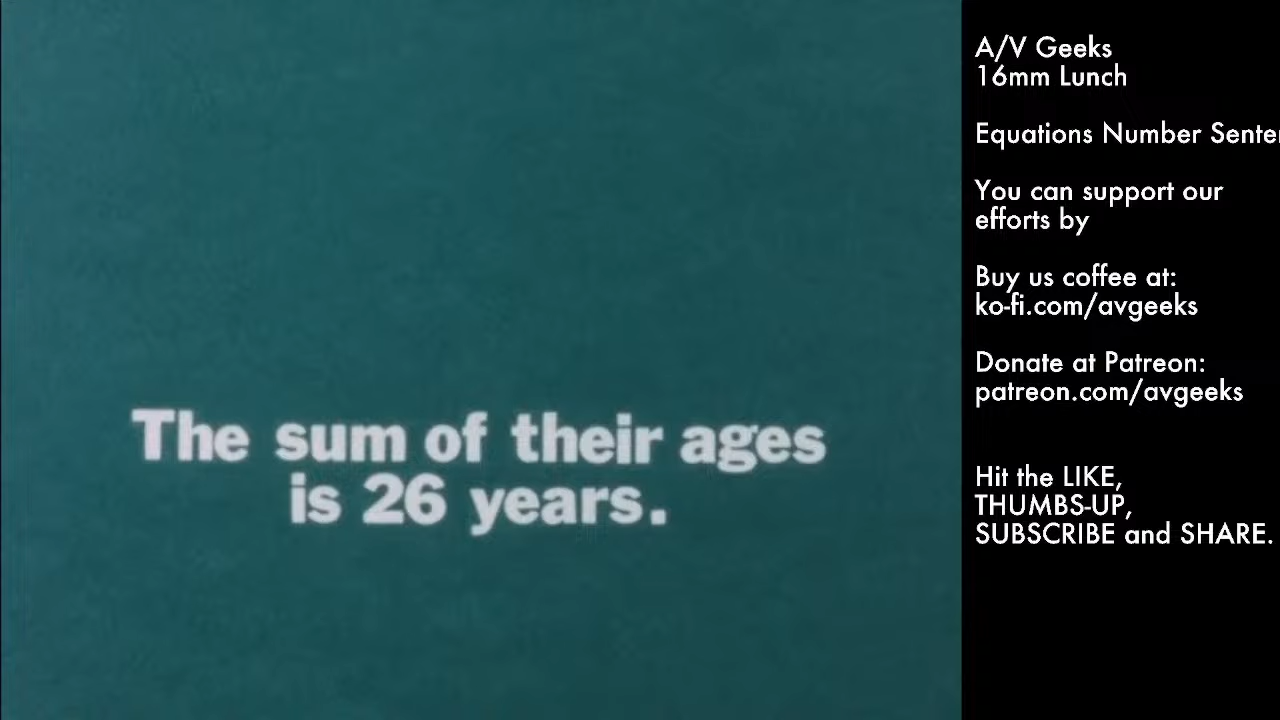 The sum of their ages
is 26 years.
A/V Geeks
16mm Lunch
Equations Number Sente
You can support our
efforts by
Buy us coffee at:
ko-fi.com/avgeeks
Donate at Patreon:
patreon.com/avgeeks
Hit the LIKE,
THUMBS-UP,
SUBSCRIBE and SHARE.